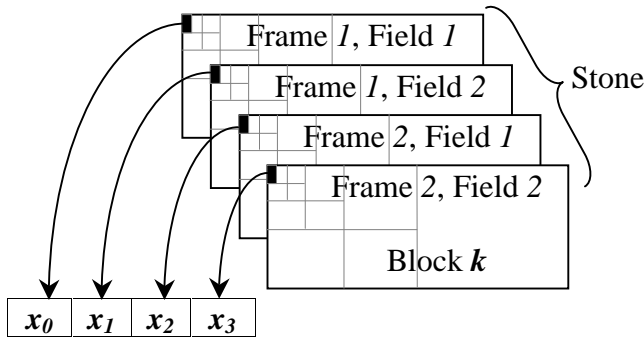 Frame 1, Field 1
Stone
Frame 1, Field 2
Frame 2, Field 1
Frame 2, Field 2
Block k
x0 x1 x2 x3